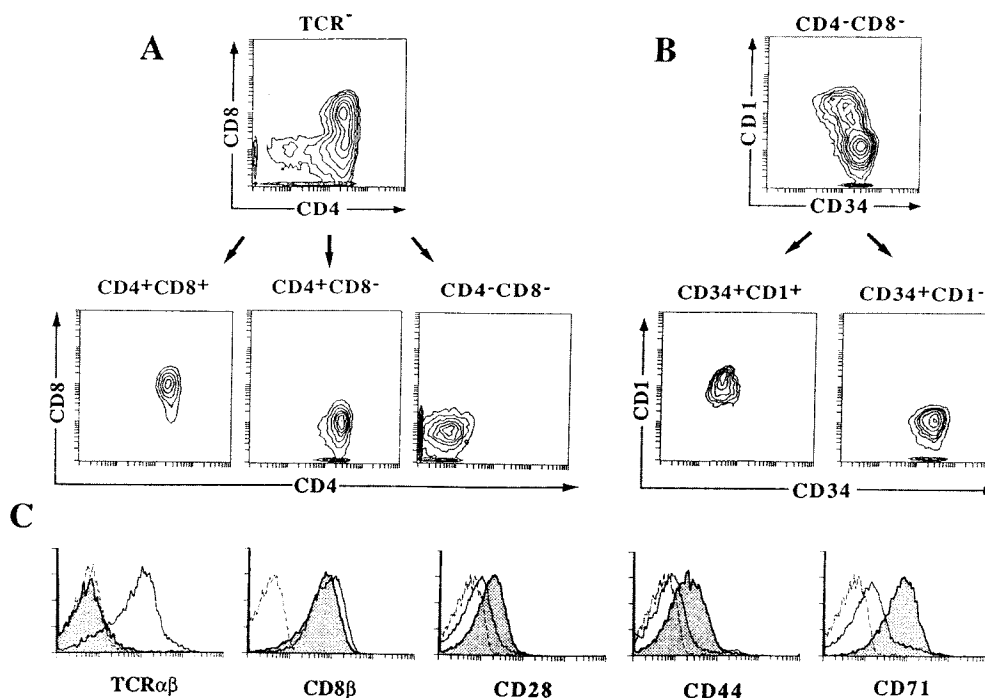 A
TCR-
CD8
CD4
B
CD4-CD8-
CD1
CD34
CD4+CD8+
CD4+CD8-
CD4-CD8-
CD8
CD4
CD34+CD1+
CD34+CD1-
CD1
CD34
C
TCRαβ
CD8β
CD28
CD44
CD71